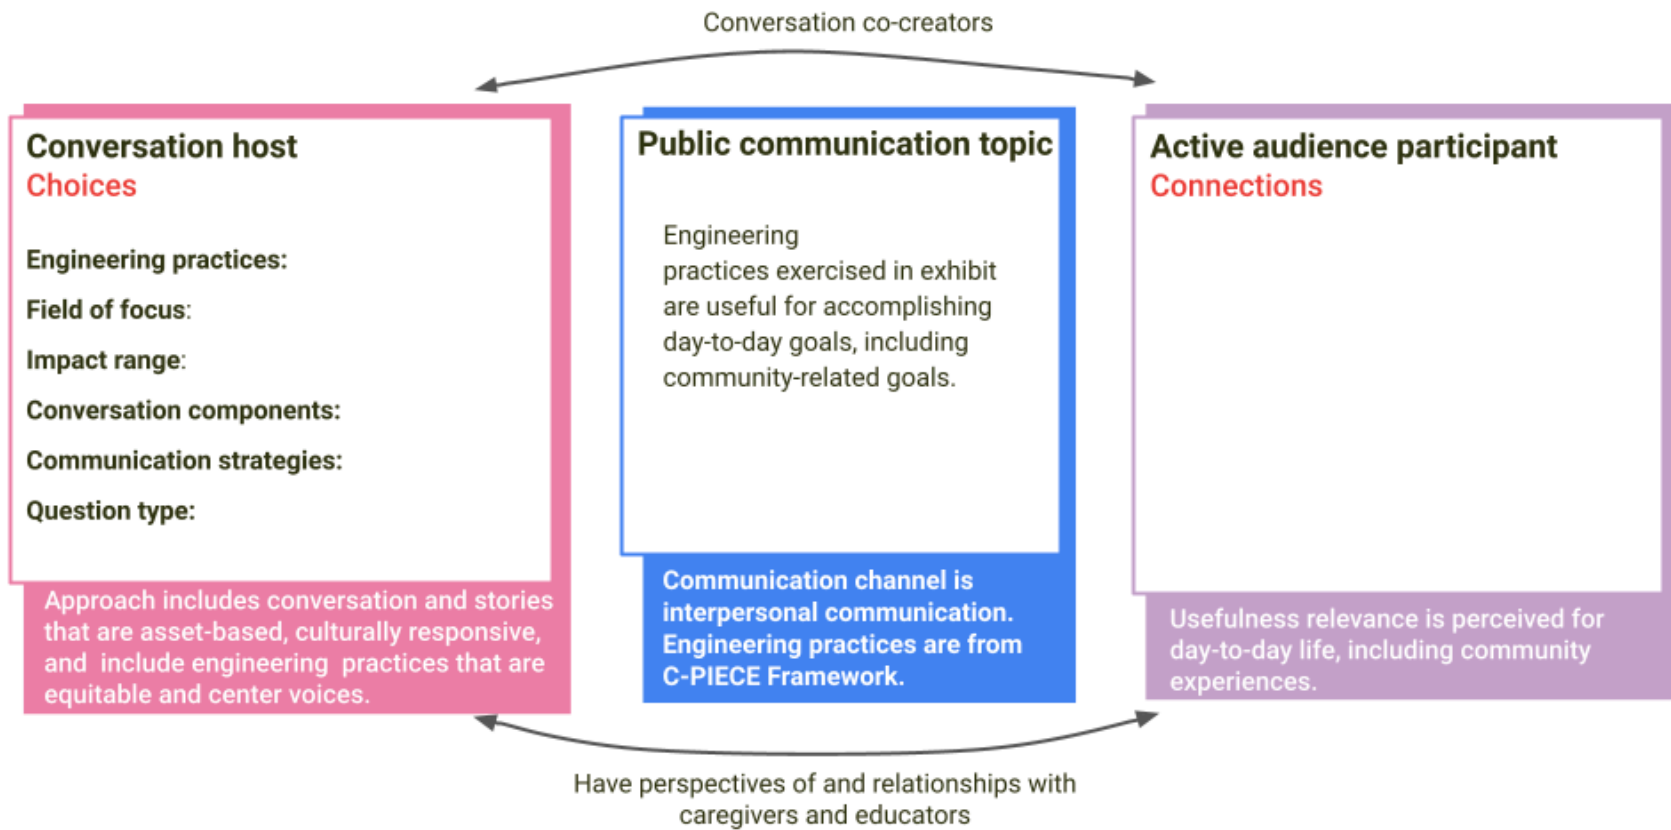 Conversation co-creators
Conversation host
Choices
Engineering practices:
Field of focus:
Impact range:
Conversation components:
Communication strategies:
Question type:
Approach includes conversation and stories
that are asset-based, culturally responsive,
and include engineering practices that are
equitable and center voices.
Public communication topic
Engineering
practices exercised in exhibit
are useful for accomplishing
day-to-day goals, including
community-related goals.
Communication channel is
interpersonal communication.
Engineering practices are from
C-PIECE Framework.
Active audience participant
Connections
Usefulness relevance is perceived for
day-to-day life, including community
experiences.
Have perspectives of and relationships with
caregivers and educators